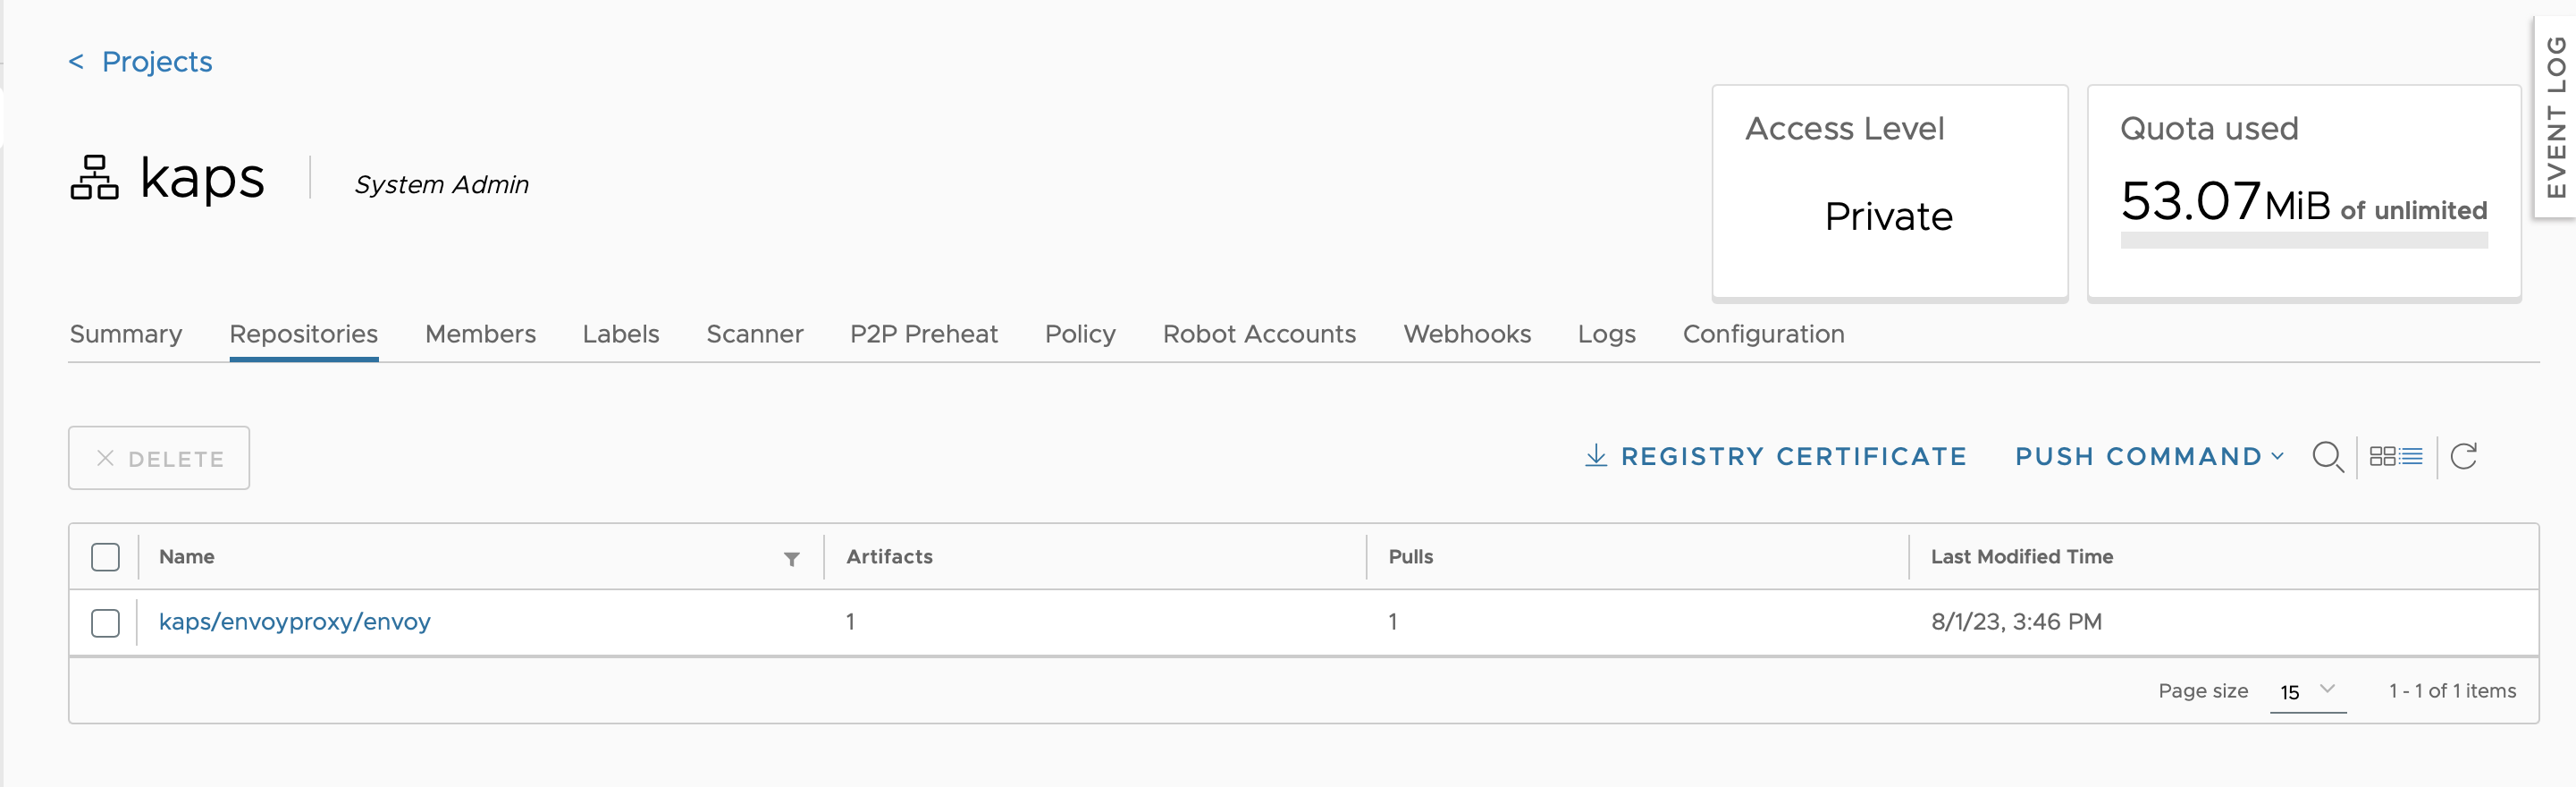 < Projects
kaps
System Admin
Access Level
Private
Quota used
53.07MiB of unlimited
EVENT LOG
Summary Repositories Members Labels Scanner P2P Preheat Policy Robot Accounts Webhooks Logs Configuration
DELETE
REGISTRY CERTIFICATE PUSH COMMAND
Name Artifacts Pulls Last Modified Time
kaps/envoyproxy/envoy 1 1 8/1/23, 3:46 PM
Page size 15 1 - 1 of 1 items